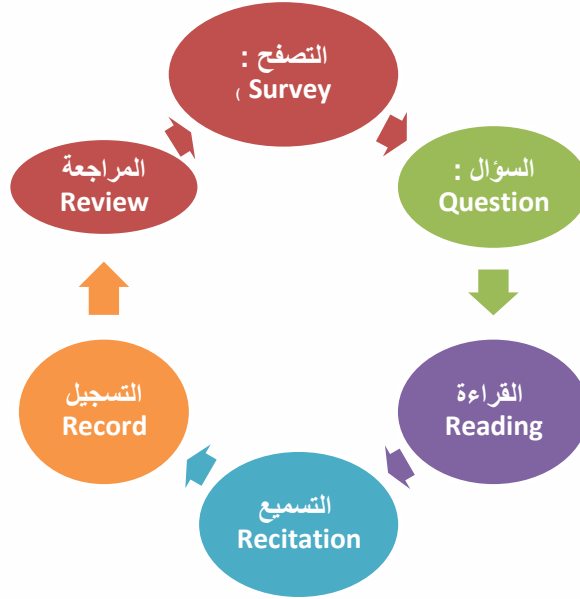 التصفح :
( Survey
السؤال :
Question
القراءة
Reading
التسميع
Recitation
التسجيل
Record
المراجعة
Review